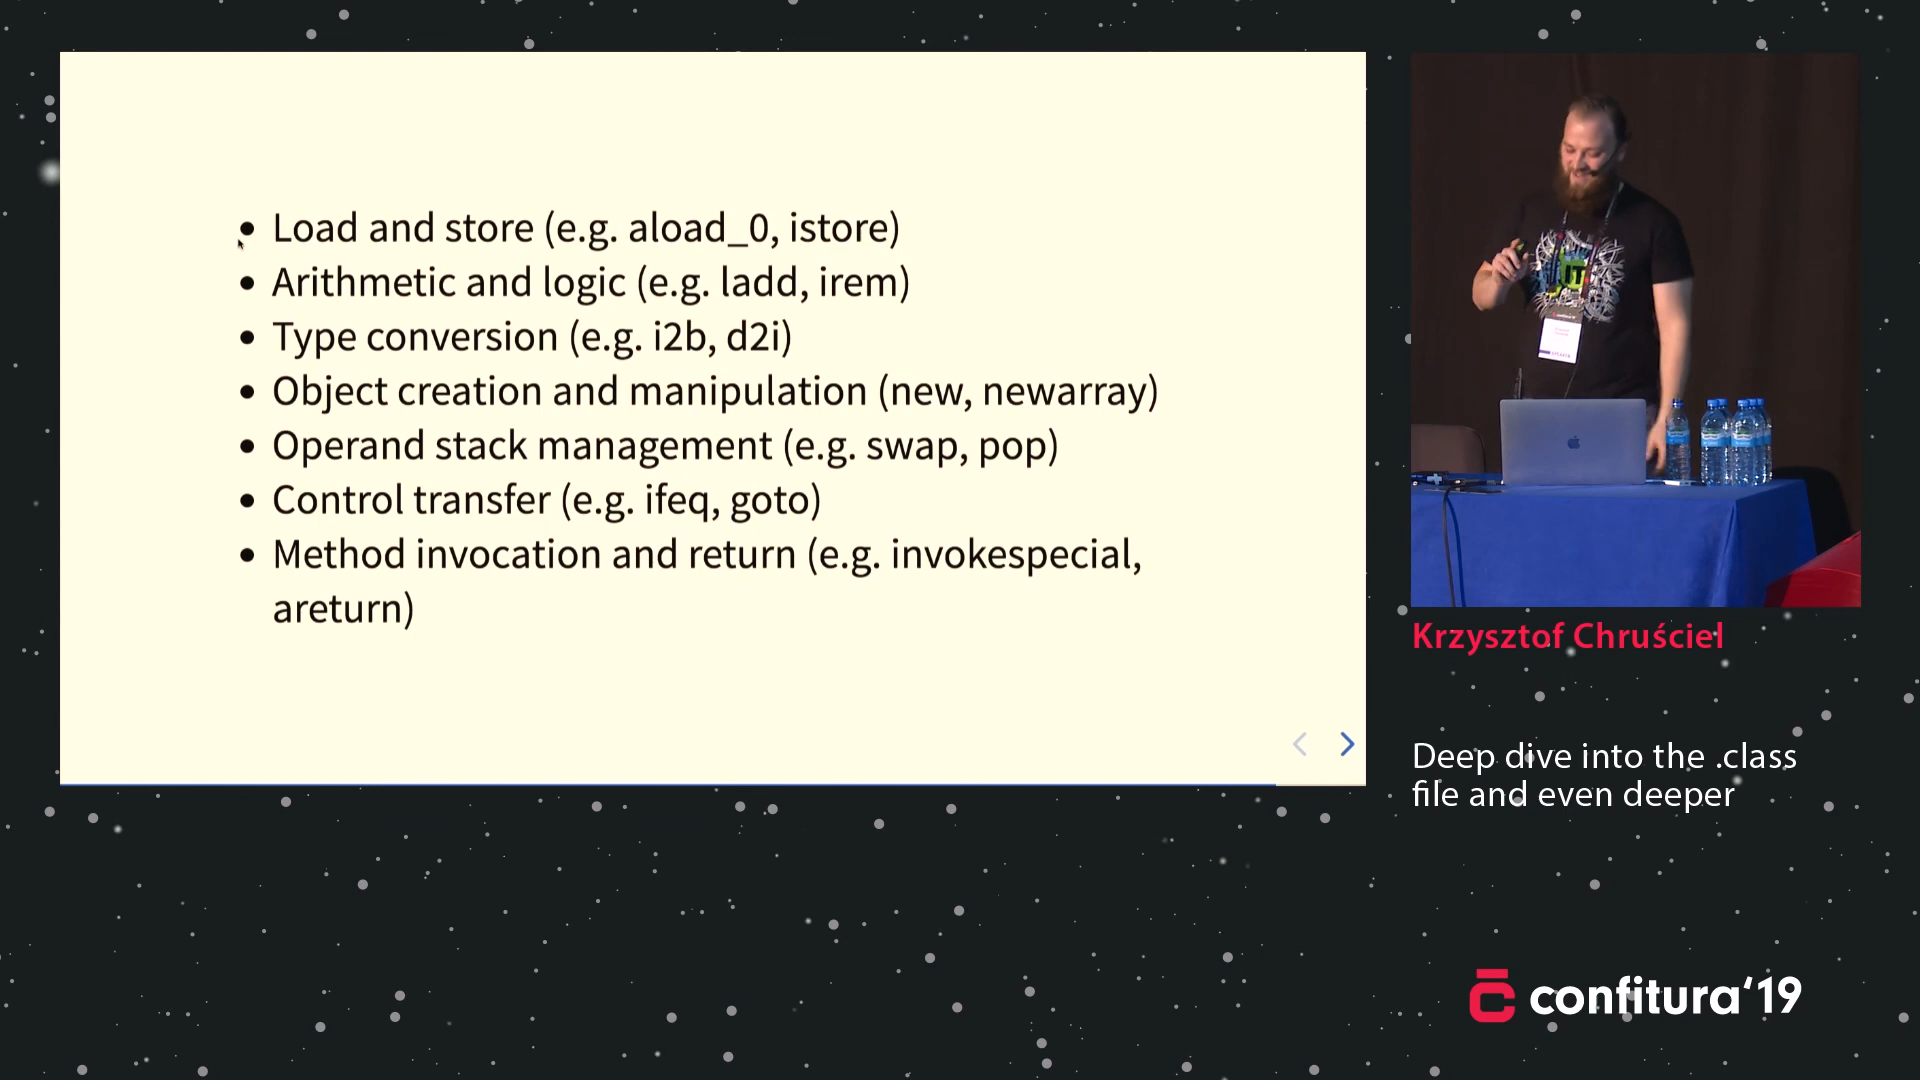 • Load and store (e.g. aload_0, istore)
• Arithmetic and logic (e.g. ladd, irem)
• Type conversion (e.g. i2b, d2i)
• Object creation and manipulation (new, newarray)
• Operand stack management (e.g. swap, pop)
• Control transfer (e.g. ifeq, goto)
• Method invocation and return (e.g. invokespecial,
areturn)
IT
Krzysztof Chruściel
Deep dive into the .class
file and even deeper
confitura‘19